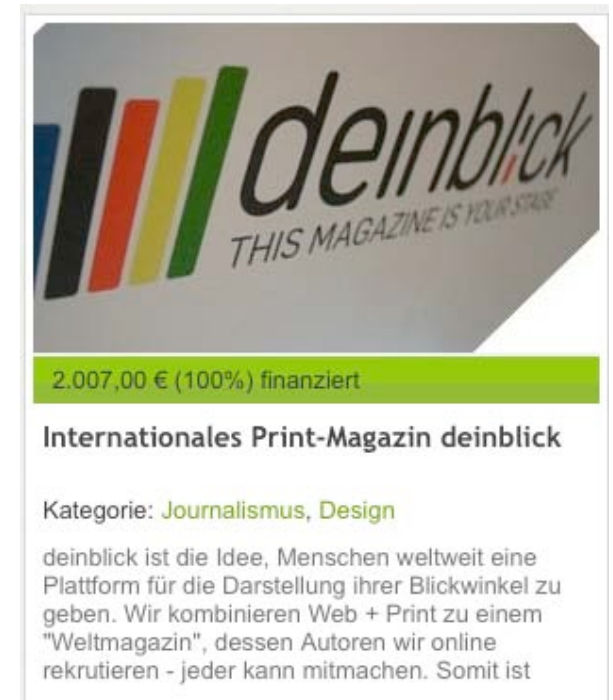 deinblick
THIS MAGAZINE IS YOUR STAGE
2.007,00 € (100%) finanziert
Internationales Print-Magazin deinblick
Kategorie: Journalismus, Design
deinblick ist die Idee, Menschen weltweit eine
Plattform für die Darstellung ihrer Blickwinkel zu
geben. Wir kombinieren Web + Print zu einem
"Weltmagazin", dessen Autoren wir online
rekrutieren - jeder kann mitmachen. Somit ist